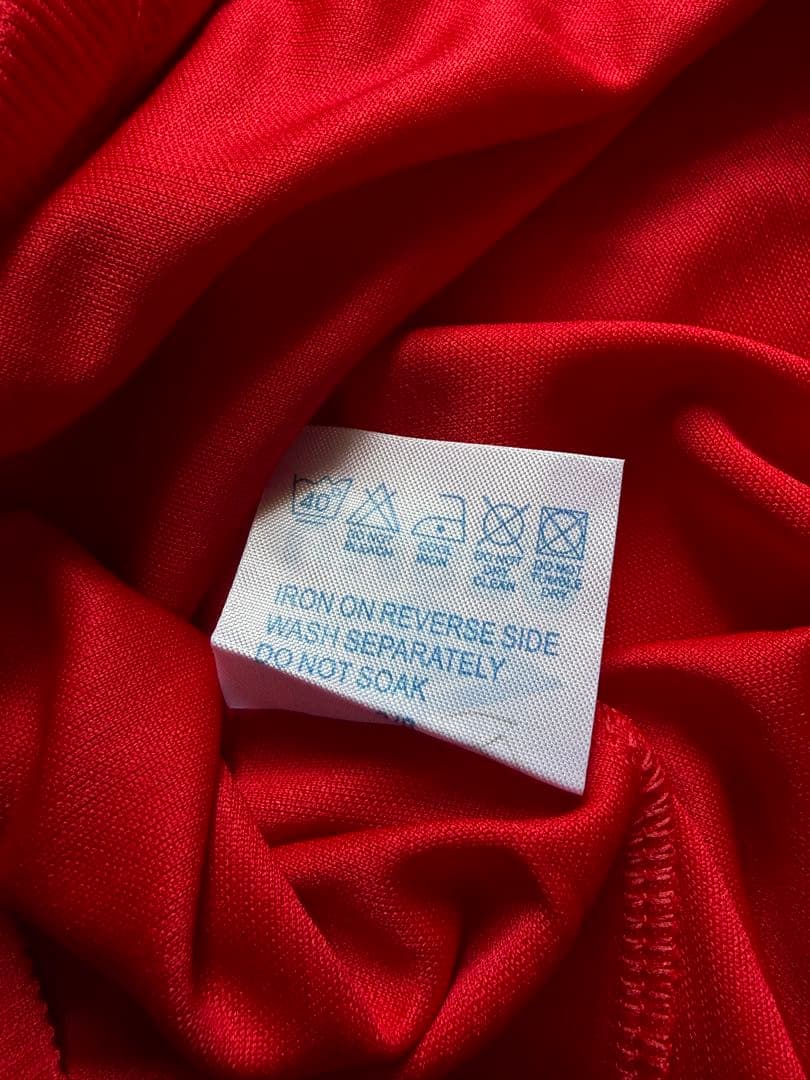 40
DO NOT BLEACH
COOL IRON
DO NOT DRY CLEAN
DO NOT TUMBLE DRY
IRON ON REVERSE SIDE
WASH SEPARATELY
DO NOT SOAK